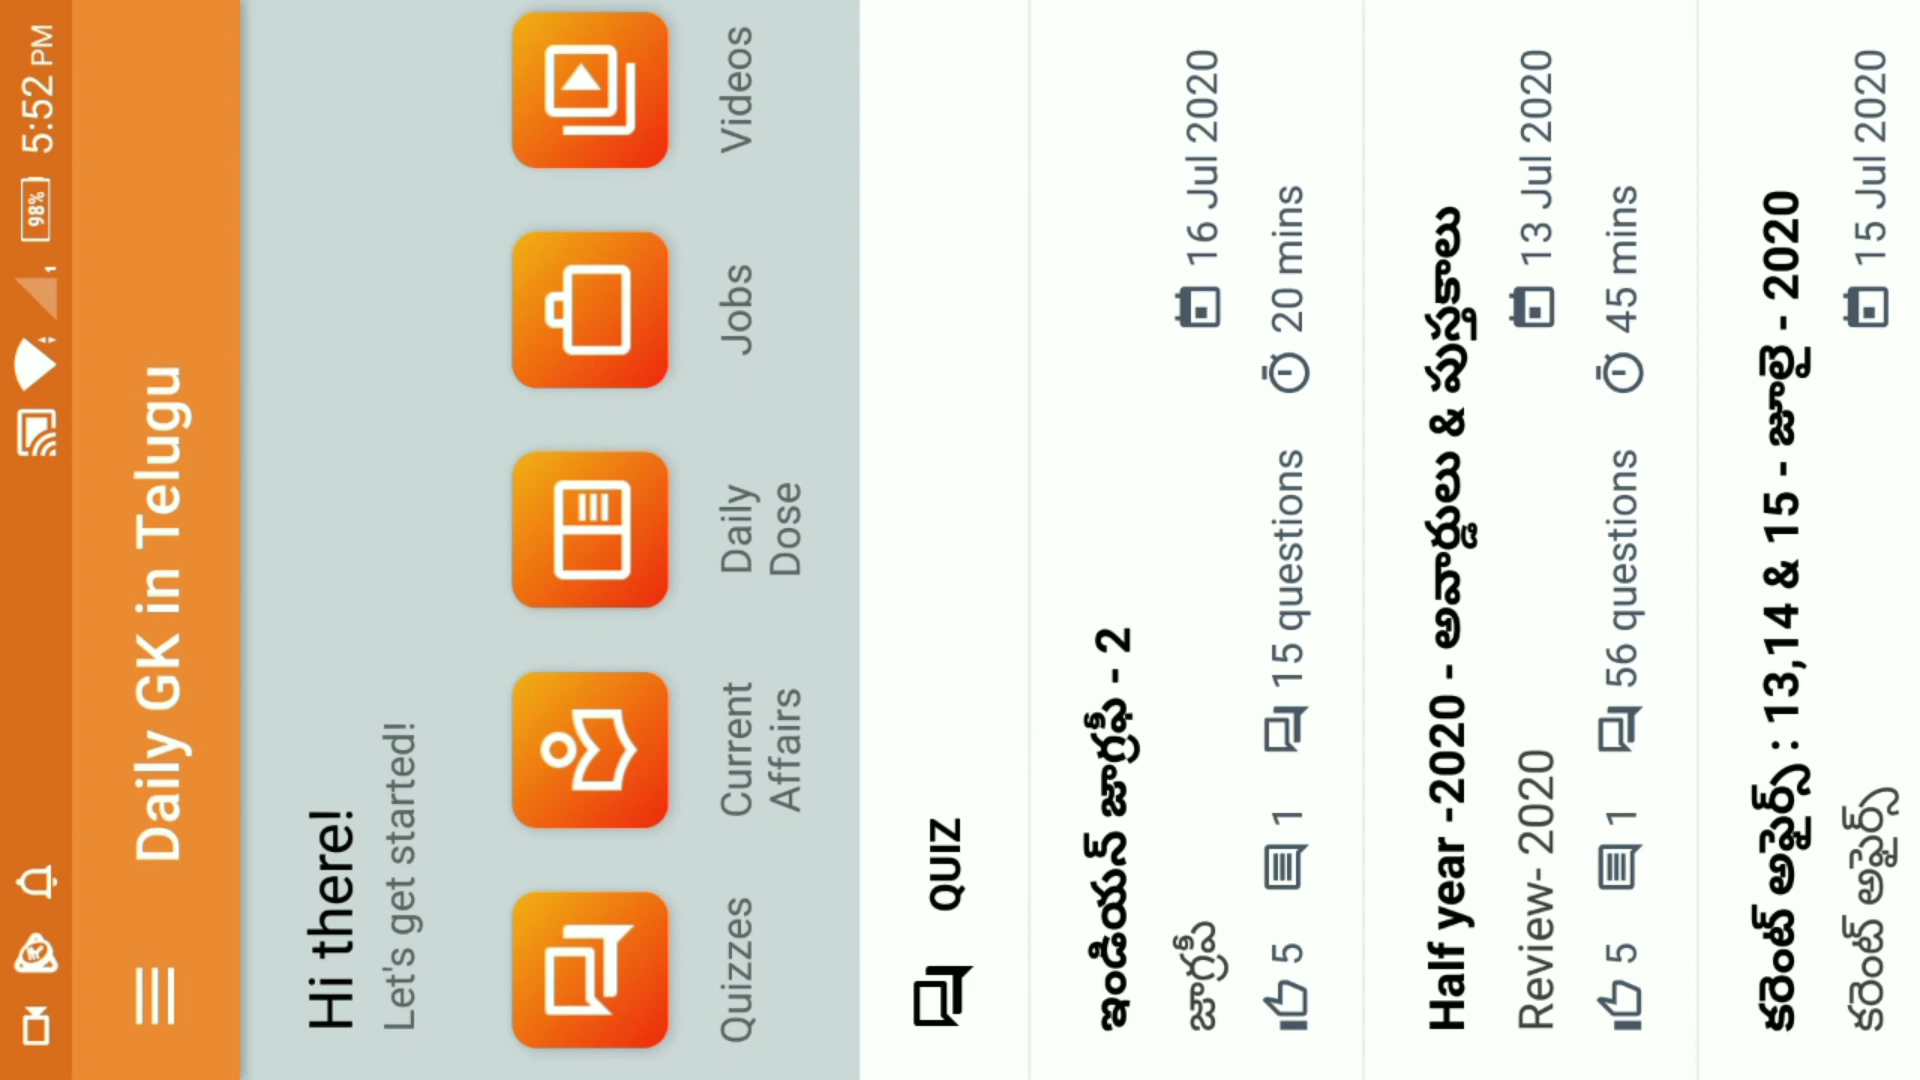 98% 5:52 PM
Daily GK in Telugu
Hi there!
Let's get started!
Quizzes
Current Affairs
Daily Dose
Jobs
Videos
QUIZ
ఇండియన్ జాగ్రఫీ - 2
జాగ్రఫీ
16 Jul 2020
5 1 15 questions 20 mins
Half year -2020 - అవార్డులు & పుస్తకాలు
Review- 2020
13 Jul 2020
5 1 56 questions 45 mins
కరెంట్ అఫైర్స్ : 13,14 & 15 - జూలై - 2020
కరెంట్ అఫైర్స్
15 Jul 2020